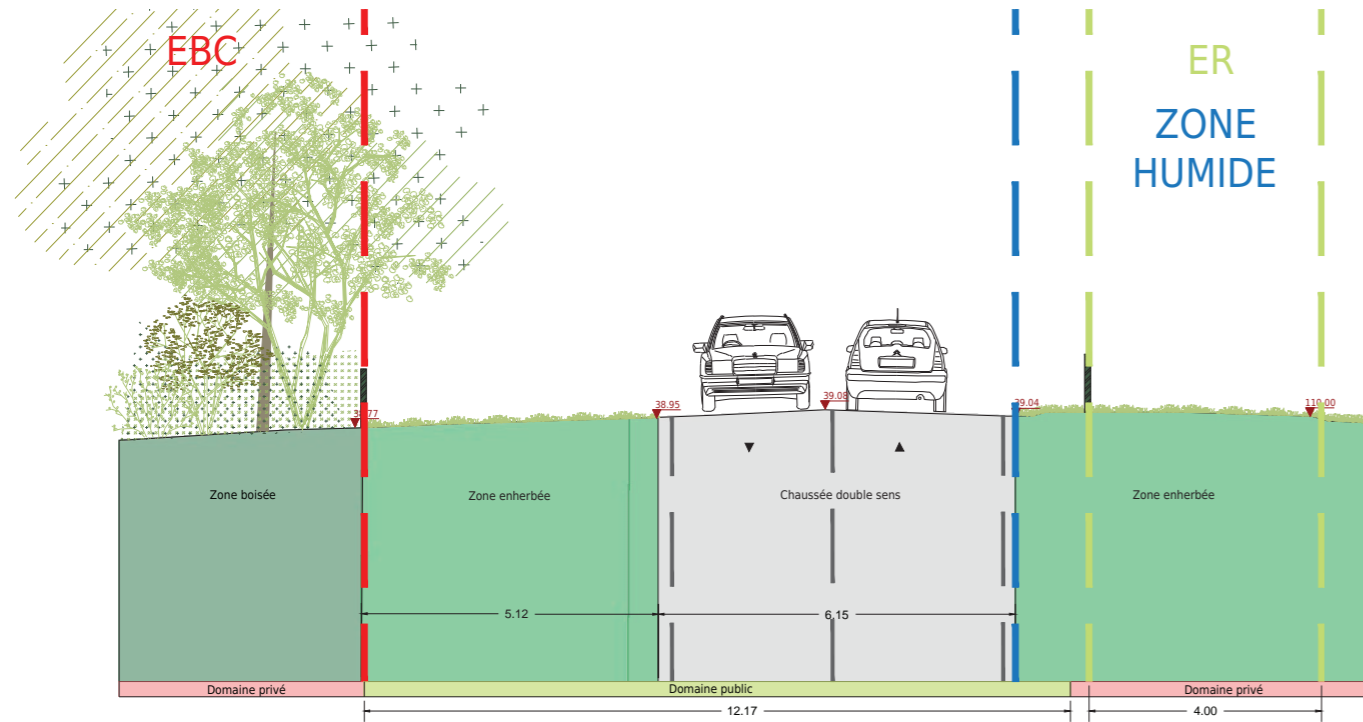 EBC
ER
ZONE
HUMIDE
38.95
39.08
39.04
110.00
Zone boisée
Zone enherbée
Chaussée double sens
Zone enherbée
5.12
6.15
Domaine privé
Domaine public
Domaine privé
12.17
4.00